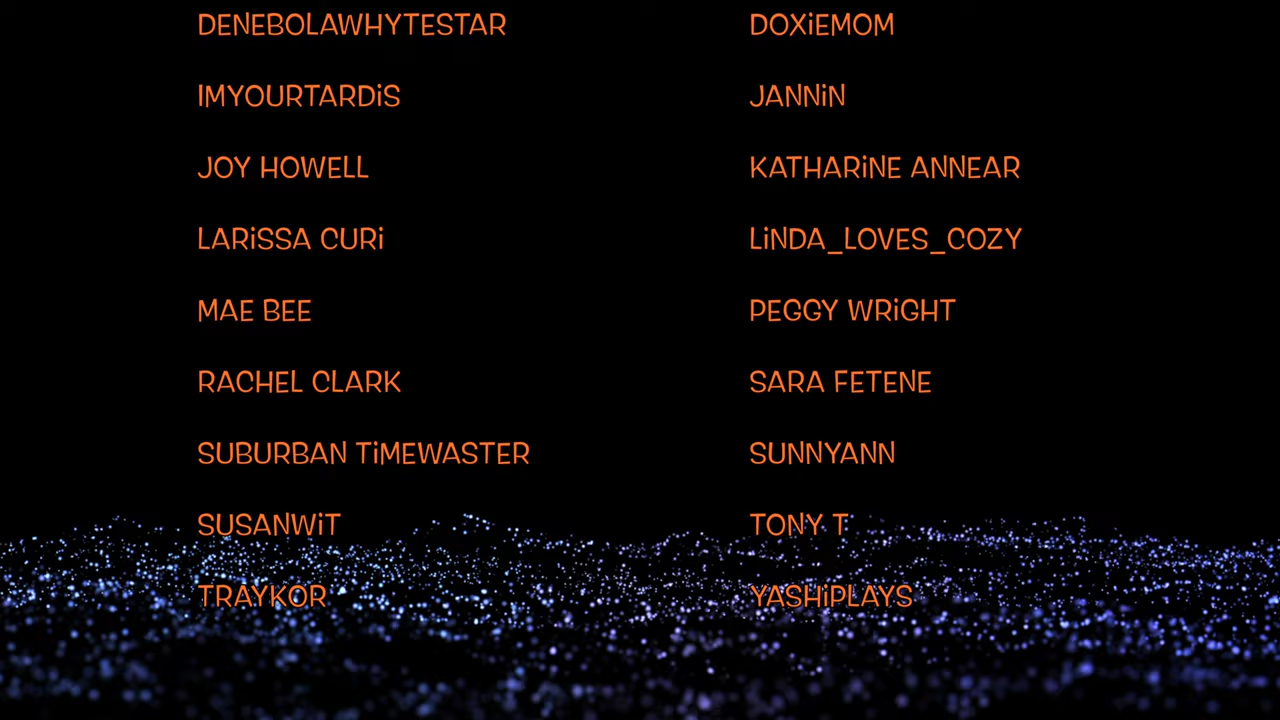 DENEBOLAWHYTESTAR
DOXiEMOM
IMYOURTARDiS
JANNiN
JOY HOWELL
KATHARiNE ANNEAR
LARiSSA CURi
LiNDA_LOVES_COZY
MAE BEE
PEGGY WRiGHT
RACHEL CLARK
SARA FETENE
SUBURBAN TiMEWASTER
SUNNYANN
SUSANWiT
TONY T
TRAYKOR
YASHiPLAYS